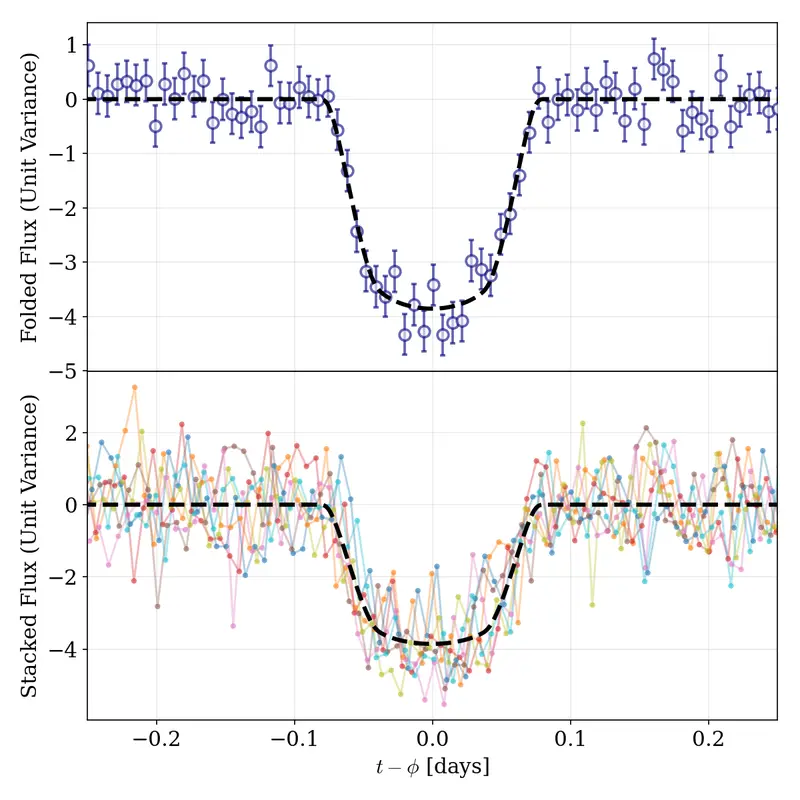 Folded Flux (Unit Variance)
1
0
−1
−2
−3
−4
−5
Stacked Flux (Unit Variance)
2
0
−2
−4
−0.2 −0.1 0.0 0.1 0.2
t − ϕ [days]